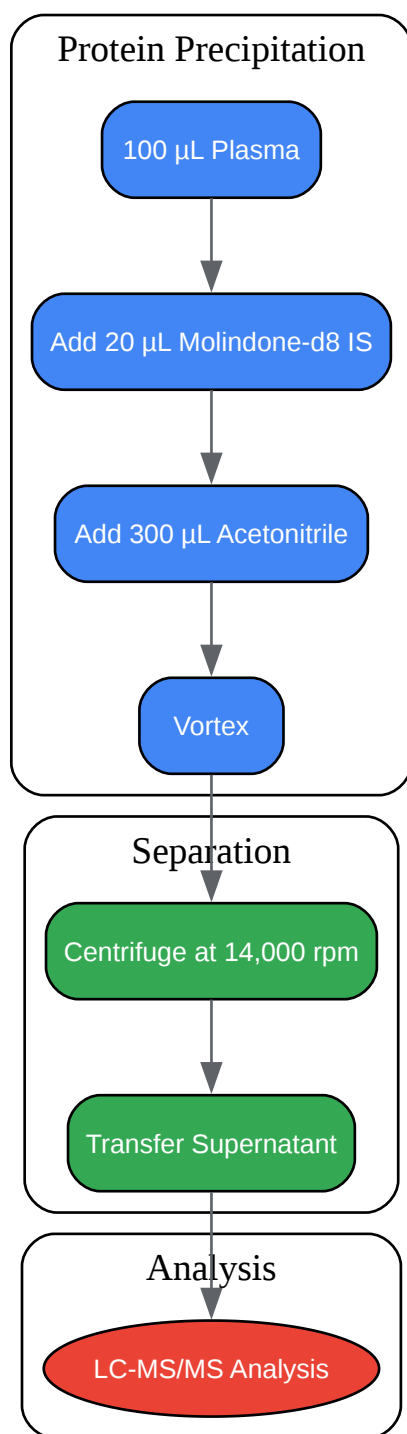 Protein Precipitation
100 µL Plasma
Add 20 µL Molindone-d8 IS
Add 300 µL Acetonitrile
Vortex
Separation
Centrifuge at 14,000 rpm
Transfer Supernatant
Analysis
LC-MS/MS Analysis